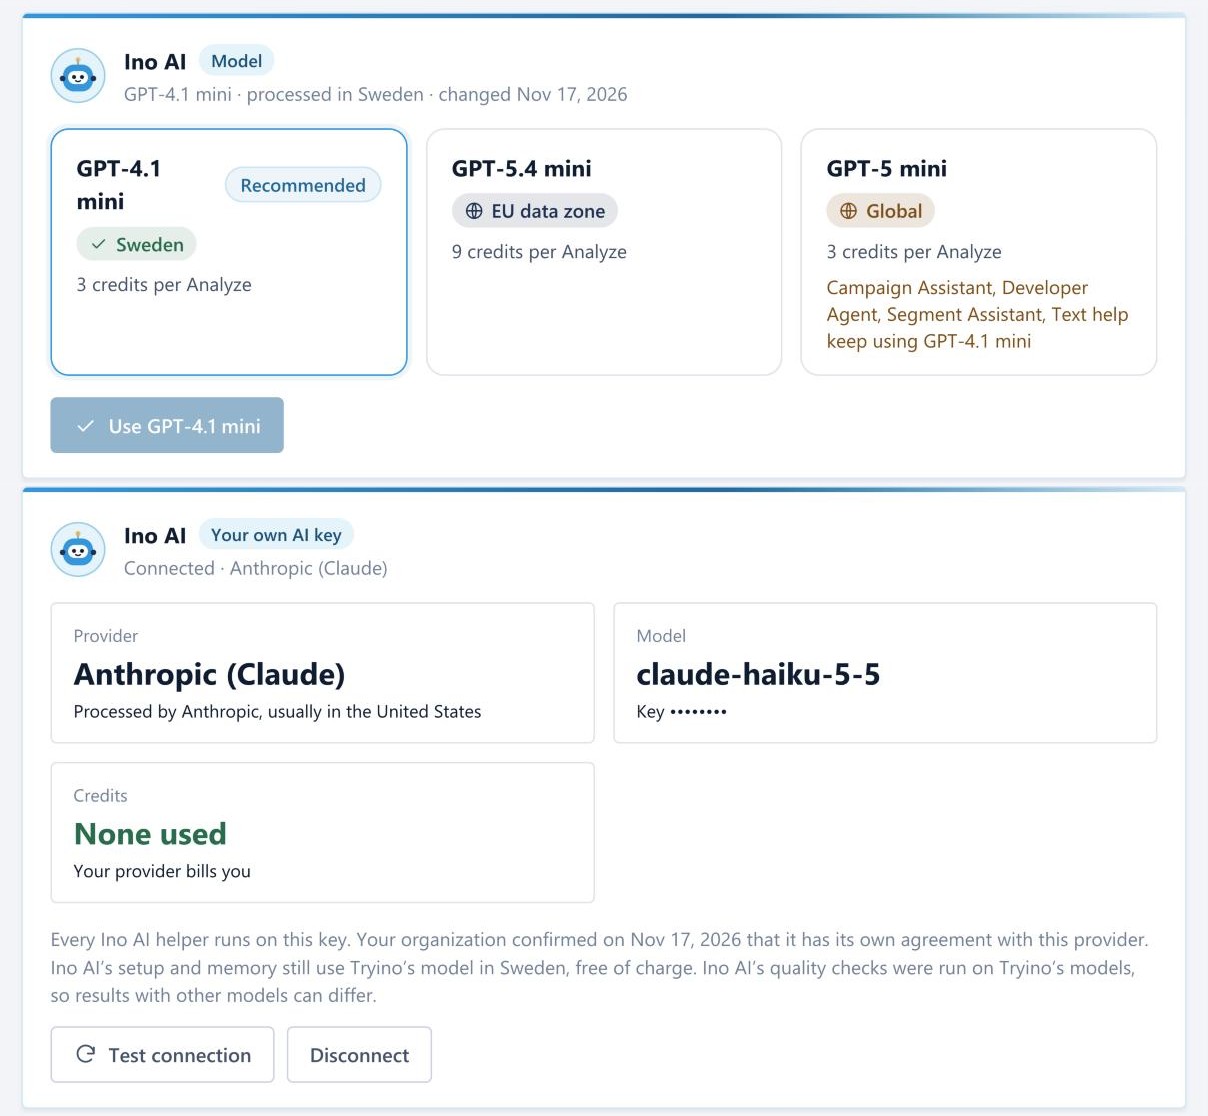 Ino AI Model
GPT-4.1 mini · processed in Sweden · changed Nov 17, 2026
GPT-4.1
mini
Recommended
Sweden
3 credits per Analyze
GPT-5.4 mini
EU data zone
9 credits per Analyze
GPT-5 mini
Global
3 credits per Analyze
Campaign Assistant, Developer
Agent, Segment Assistant, Text help
keep using GPT-4.1 mini
Use GPT-4.1 mini
Ino AI Your own AI key
Connected · Anthropic (Claude)
Provider
Anthropic (Claude)
Processed by Anthropic, usually in the United States
Model
claude-haiku-5-5
Key ••••••••
Credits
None used
Your provider bills you
Every Ino AI helper runs on this key. Your organization confirmed on Nov 17, 2026 that it has its own agreement with this provider.
Ino AI’s setup and memory still use Tryino’s model in Sweden, free of charge. Ino AI’s quality checks were run on Tryino’s models,
so results with other models can differ.
Test connection
Disconnect